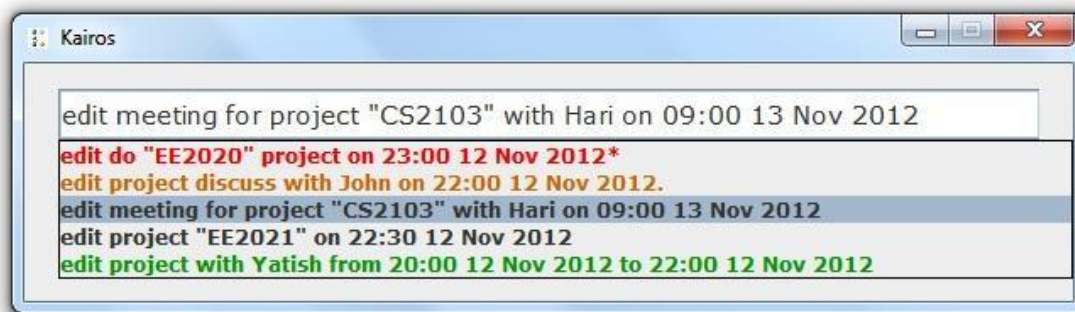 Kairos
edit meeting for project "CS2103" with Hari on 09:00 13 Nov 2012
edit do "EE2020" project on 23:00 12 Nov 2012*
edit project discuss with John on 22:00 12 Nov 2012.
edit meeting for project "CS2103" with Hari on 09:00 13 Nov 2012
edit project "EE2021" on 22:30 12 Nov 2012
edit project with Yatish from 20:00 12 Nov 2012 to 22:00 12 Nov 2012